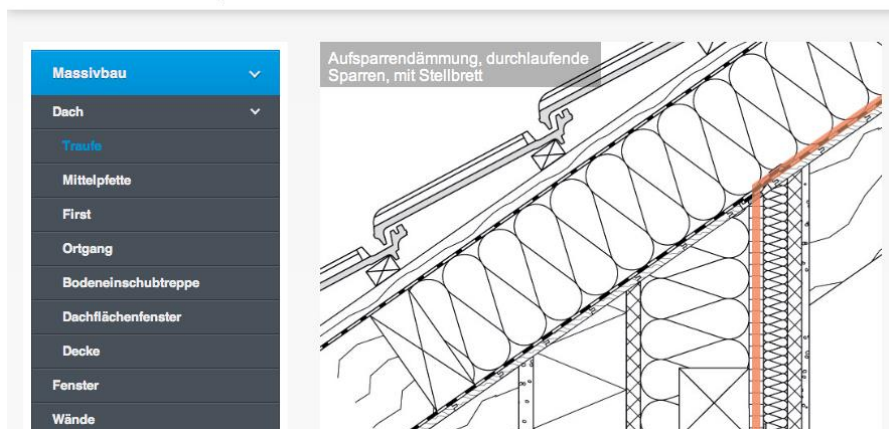 Massivbau
Dach
Traufe
Mittelpfette
First
Ortgang
Bodeneinschubtreppe
Dachflächenfenster
Decke
Fenster
Wände
Aufsparrendämmung, durchlaufende
Sparren, mit Stellbrett